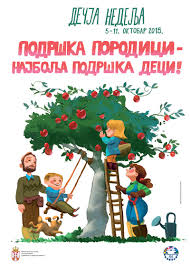 ДЕЧЈА НЕДЕЉА
5-11. ОКТОБАР 2015.
ПОДРШКА ПОРОДИЦИ-
НАЈБОЉА ПОДРШКА ДЕЦИ!